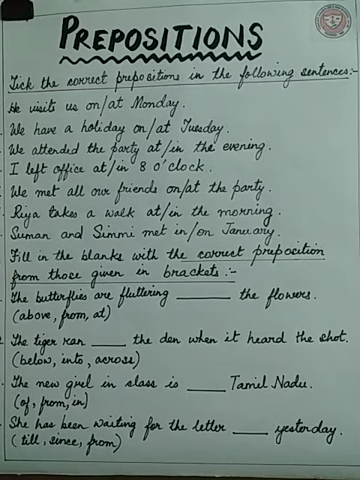 PREPOSITIONS
Tick the correct prepositions in the following sentences:-
He visits us on/at Monday.
We have a holiday on/at Tuesday.
We attended the party at/in the evening.
I left office at/in 8 o'clock.
We met all our friends on/at the party.
Riya takes a walk at/in the morning.
Suman and Simmi met in/on January.
Fill in the blanks with the correct preposition
from those given in brackets:-
The butterflies are fluttering ______ the flowers.
(above, from, at)
The tiger ran ____ the den when it heard the shot.
(below, into, across)
The new girl in class is ____ Tamil Nadu.
(of, from, in)
She has been waiting for the letter ____ yesterday.
(till, since, from)